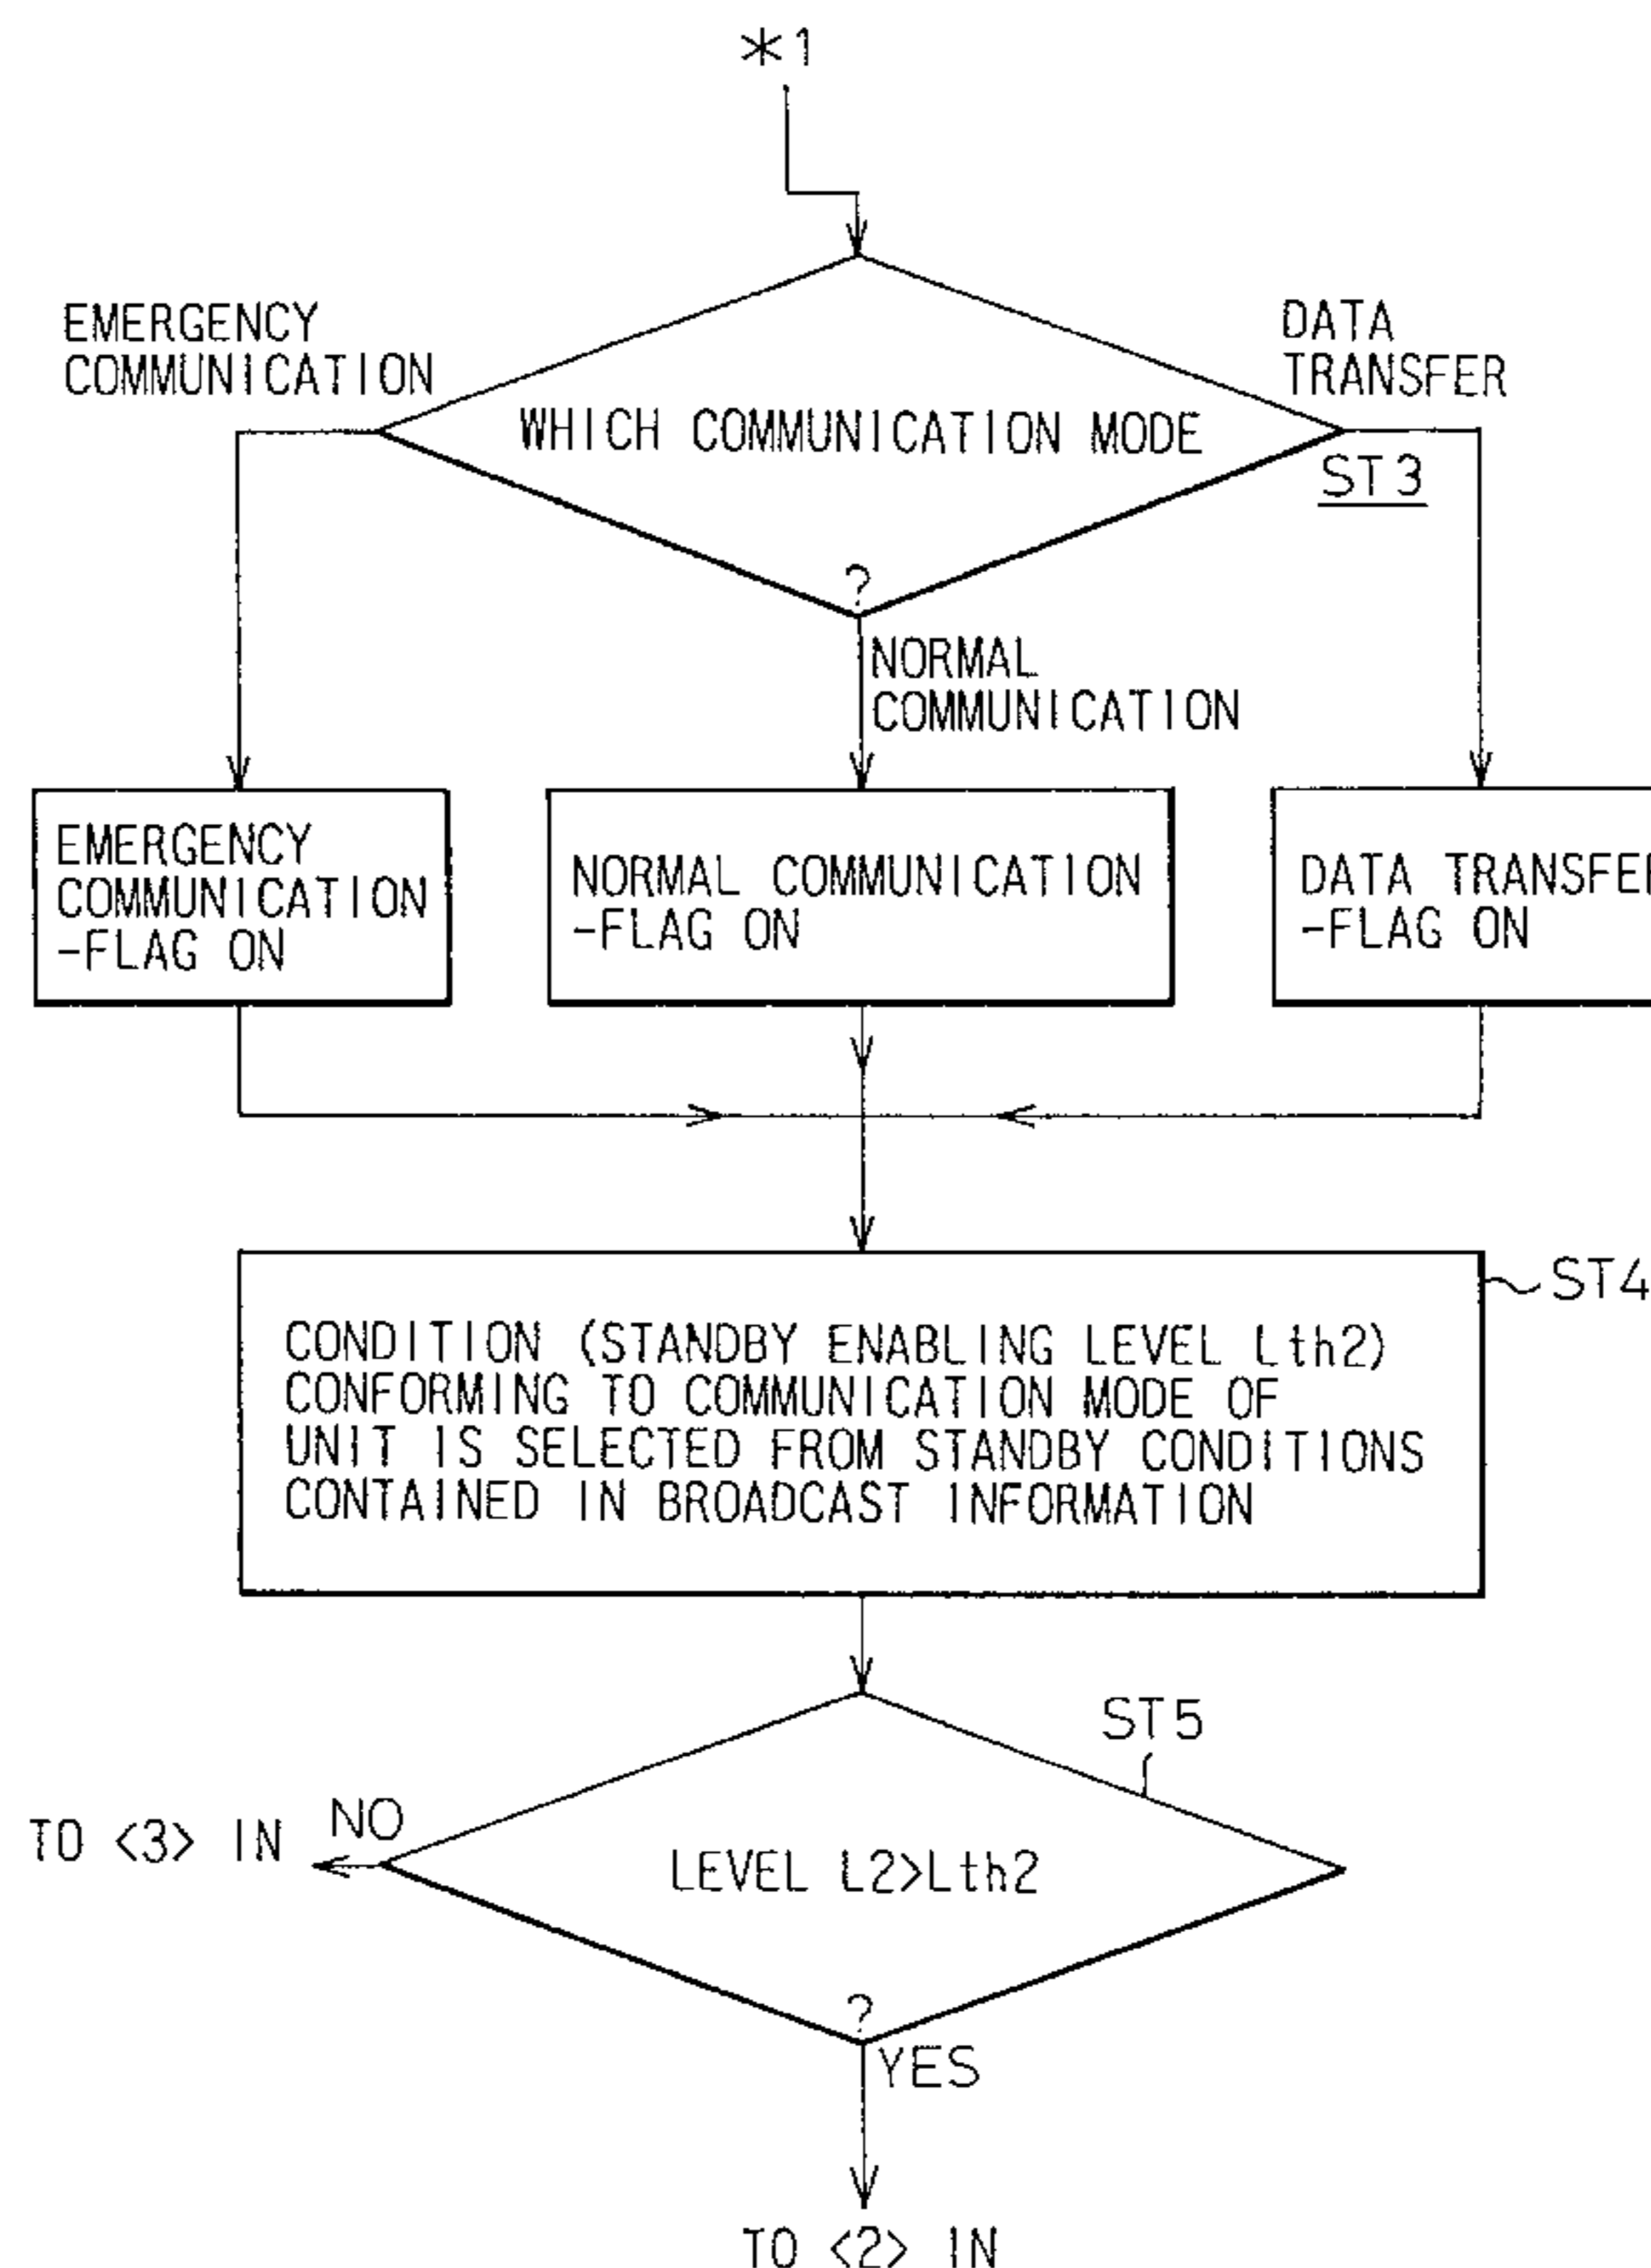 *1
EMERGENCY
COMMUNICATION
DATA
TRANSFER
WHICH COMMUNICATION MODE
?
ST3
NORMAL
COMMUNICATION
EMERGENCY
COMMUNICATION
-FLAG ON
NORMAL COMMUNICATION
-FLAG ON
DATA TRANSFER
-FLAG ON
ST4
CONDITION (STANDBY ENABLING LEVEL Lth2)
CONFORMING TO COMMUNICATION MODE OF
UNIT IS SELECTED FROM STANDBY CONDITIONS
CONTAINED IN BROADCAST INFORMATION
ST5
TO <3> IN
NO
LEVEL L2>Lth2
?
YES
TO <2> IN